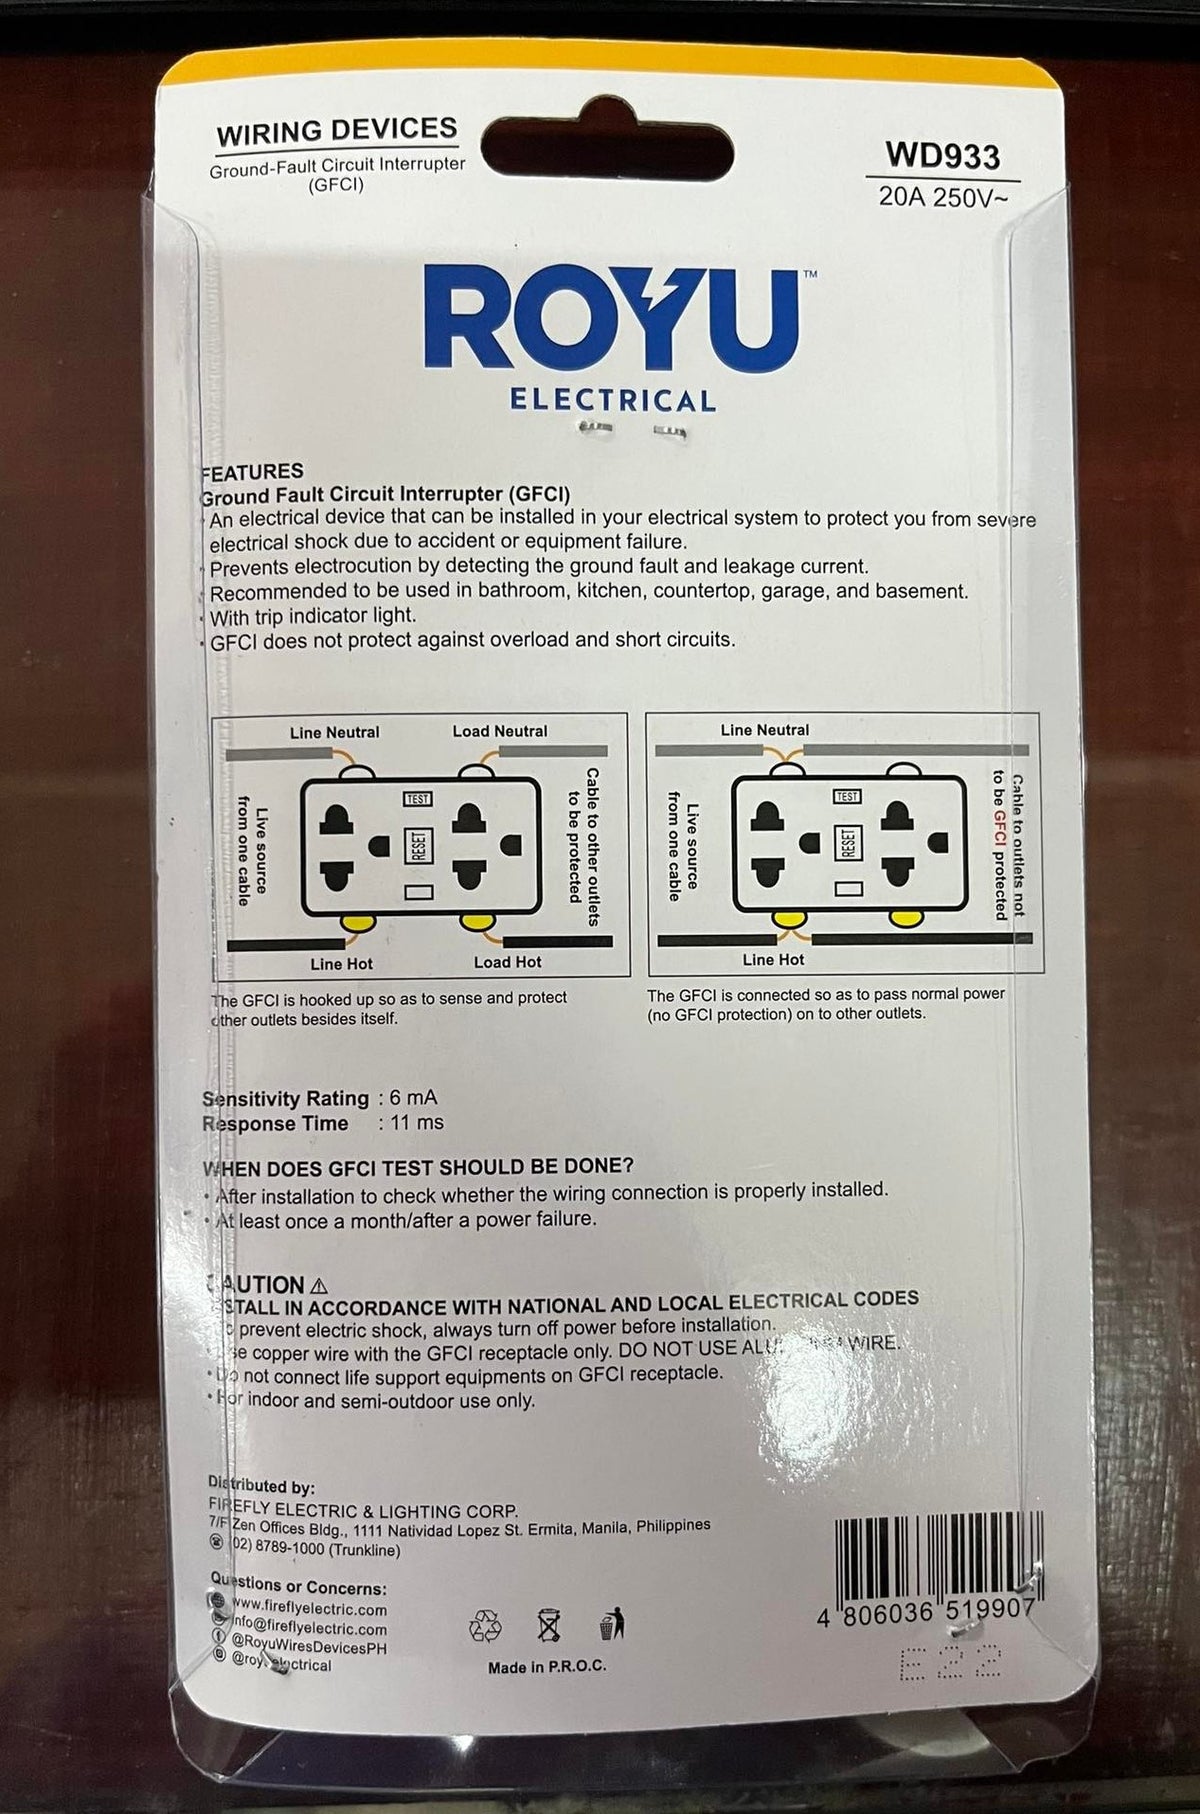 WIRING DEVICES
Ground-Fault Circuit Interrupter
(GFCI)
WD933
20A 250V~
ROYU™
ELECTRICAL
FEATURES
Ground Fault Circuit Interrupter (GFCI)
· An electrical device that can be installed in your electrical system to protect you from severe
electrical shock due to accident or equipment failure.
· Prevents electrocution by detecting the ground fault and leakage current.
· Recommended to be used in bathroom, kitchen, countertop, garage, and basement.
· With trip indicator light.
· GFCI does not protect against overload and short circuits.
Line Neutral
Load Neutral
Live source
from one cable
TEST
RESET
Cable to other outlets
to be protected
Line Hot
Load Hot
The GFCI is hooked up so as to sense and protect
other outlets besides itself.
Line Neutral
Live source
from one cable
TEST
RESET
Cable to outlets not
to be GFCI protected
Line Hot
The GFCI is connected so as to pass normal power
(no GFCI protection) on to other outlets.
Sensitivity Rating : 6 mA
Response Time : 11 ms
WHEN DOES GFCI TEST SHOULD BE DONE?
· After installation to check whether the wiring connection is properly installed.
· At least once a month/after a power failure.
CAUTION ⚠
INSTALL IN ACCORDANCE WITH NATIONAL AND LOCAL ELECTRICAL CODES
prevent electric shock, always turn off power before installation.
· Use copper wire with the GFCI receptacle only. DO NOT USE WIRE.
· Do not connect life support equipments on GFCI receptacle.
· For indoor and semi-outdoor use only.
Distributed by:
FIREFLY ELECTRIC & LIGHTING CORP.
7/F Zen Offices Bldg., 1111 Natividad Lopez St. Ermita, Manila, Philippines
(02) 8789-1000 (Trunkline)
Questions or Concerns:
www.fireflyelectric.com
info@fireflyelectric.com
@RoyuWiresDevicesPH
Made in P.R.O.C.
4 806036 519907
E22